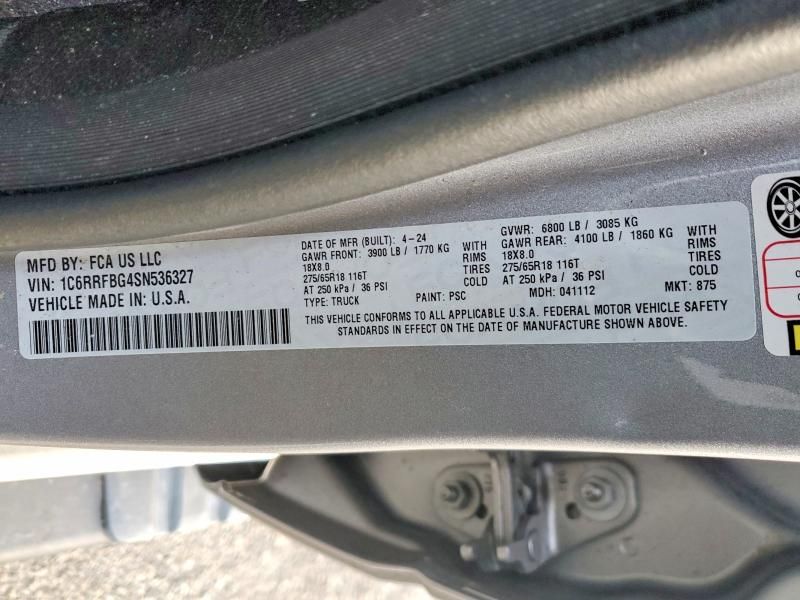 MFD BY: FCA US LLC
VIN: 1C6RRFBG4SN536327
VEHICLE MADE IN U.S.A.
DATE OF MFR (BUILT): 4-24
GAWR FRONT: 3900 LB / 1770 KG WITH
18X8.0 RIMS
275/65R18 116T TIRES
AT 250 kPa / 36 PSI COLD
TYPE: TRUCK PAINT: PSC
GVWR: 6800 LB / 3085 KG
GAWR REAR: 4100 LB / 1860 KG WITH
18X8.0 RIMS
275/65R18 116T TIRES
AT 250 kPa / 36 PSI COLD
MDH: 041112 MKT: 875
THIS VEHICLE CONFORMS TO ALL APPLICABLE U.S.A. FEDERAL MOTOR VEHICLE SAFETY
STANDARDS IN EFFECT ON THE DATE OF MANUFACTURE SHOWN ABOVE.